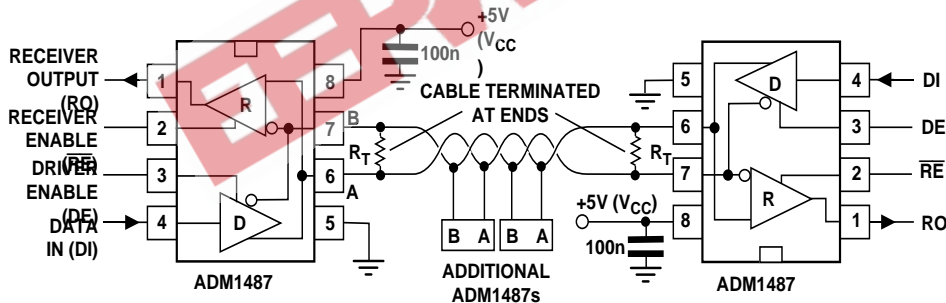 RECEIVER
OUTPUT
(RO)
RECEIVER
ENABLE
(RE)
DRIVER
ENABLE
(DE)
DATA
IN (DI)
1
2
3
4
R
D
8
7
6
5
B
A
ADM1487
+5V
(VCC
)
100n
CABLE TERMINATED
AT ENDS
RT
RT
B A B A
ADDITIONAL
ADM1487s
+5V (VCC)
100n
5
6
7
8
D
R
4
3
2
1
DI
DE
RE
RO
ADM1487